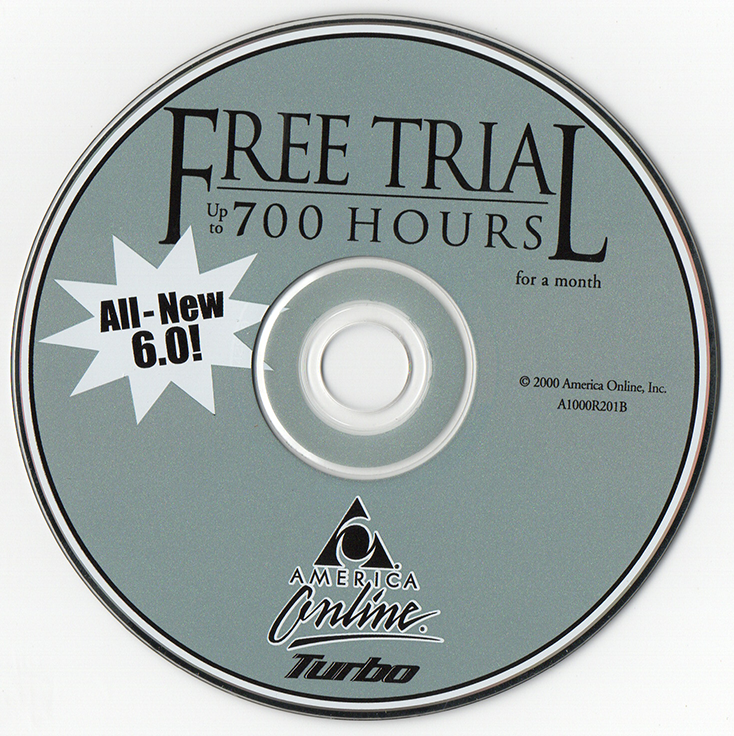 FREE TRIAL
Up to 700 HOURS
for a month
All-New
6.0!
© 2000 America Online, Inc.
A1000R201B
AMERICA
Online.
Turbo